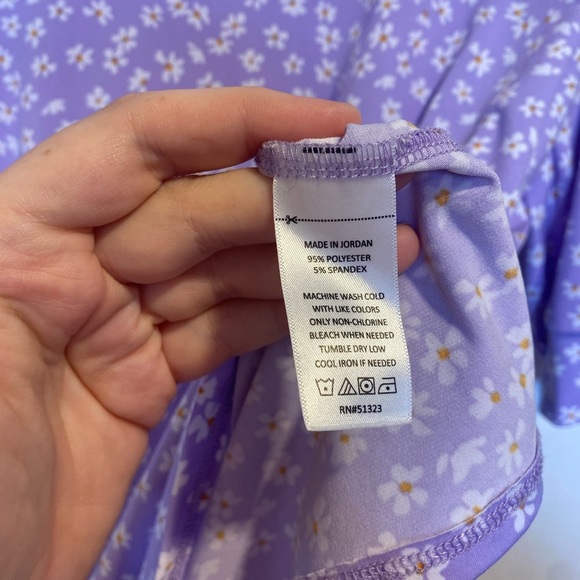 MADE IN JORDAN
95% POLYESTER
5% SPANDEX
MACHINE WASH COLD
WITH LIKE COLORS
ONLY NON-CHLORINE
BLEACH WHEN NEEDED
TUMBLE DRY LOW
COOL IRON IF NEEDED
RN#51323